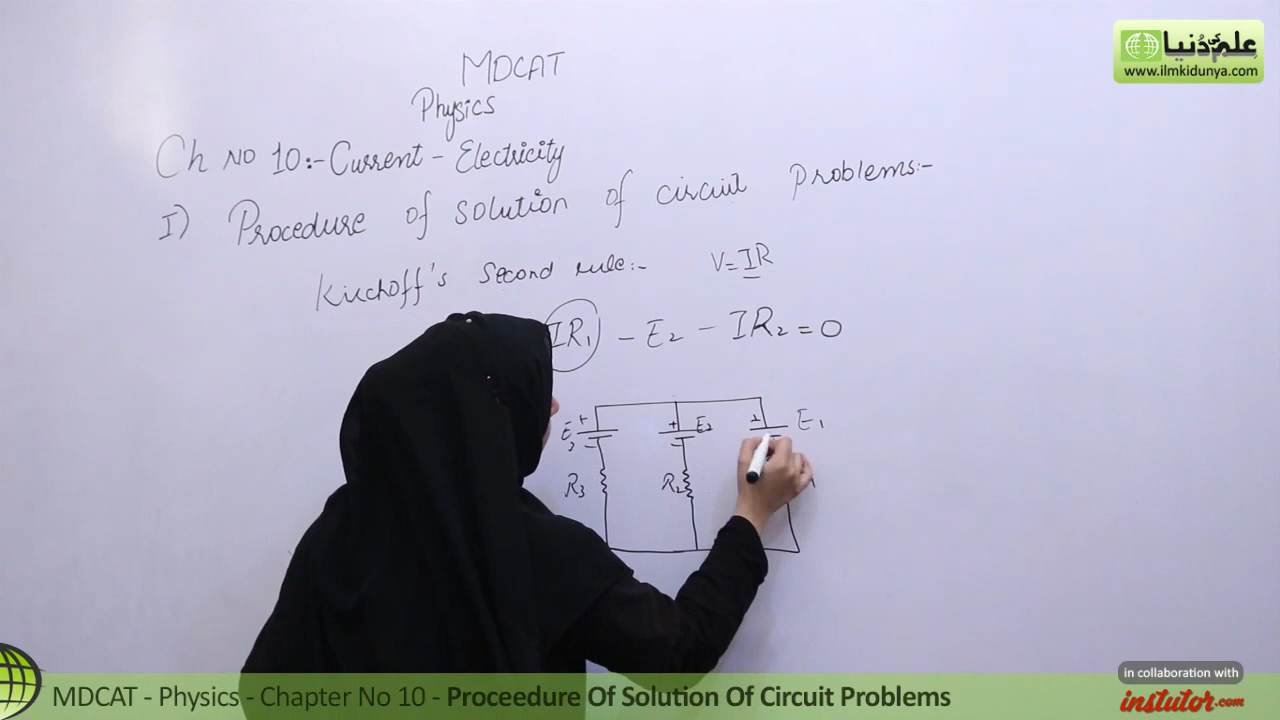 علم کی دُنیا
www.ilmkidunya.com
MDCAT
Physics
Ch No 10:- Current - Electricity
I) Procedure of solution of circuit Problems:-
Kirchoff's Second rule:- V=IR
IR₁ - E₂ - IR₂ = 0
+ + E₁
E₃ E₂
- -
R₃ R₂
in collaboration with
MDCAT - Physics - Chapter No 10 - Proceedure Of Solution Of Circuit Problems
instutor.com